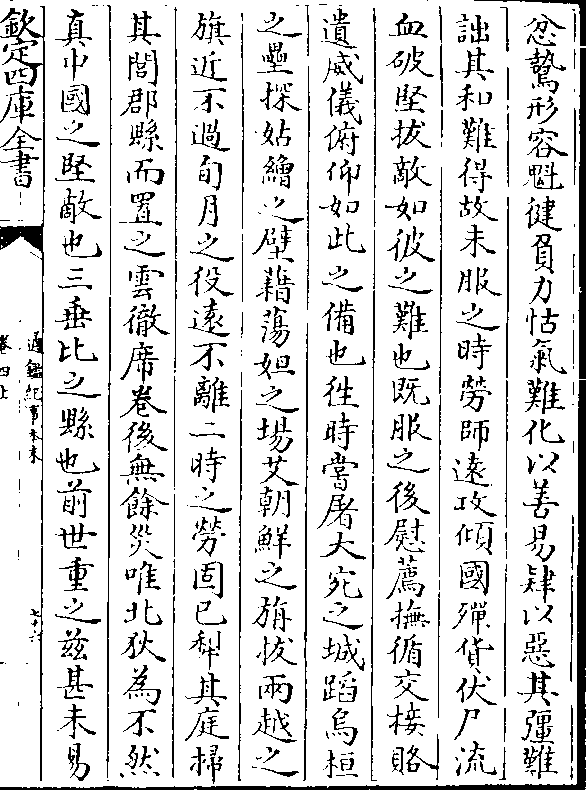 忿鷙形容魁健負力怙氣難化以善易肄以惡其彊難
詘其和難得故未服之時勞師遠攻傾國殫貨伏尸流
血破堅拔敵如彼之難也既服之後慰薦撫循交接賂
遺威儀俯仰如此之備也徃時嘗屠大宛之城蹈烏桓
之壘探姑繒之壁藉蕩姐之塲艾朝鮮之旃拔兩越之
旗近不過旬月之役遠不離二時之勞固已犁其庭掃
其閭郡縣而置之雲徹席卷後無餘災唯北狄為不然
真中國之堅敵也三垂比之縣也前世重之兹甚未易
欽定四庫全書
通鑑紀事本末
卷四上
七十六